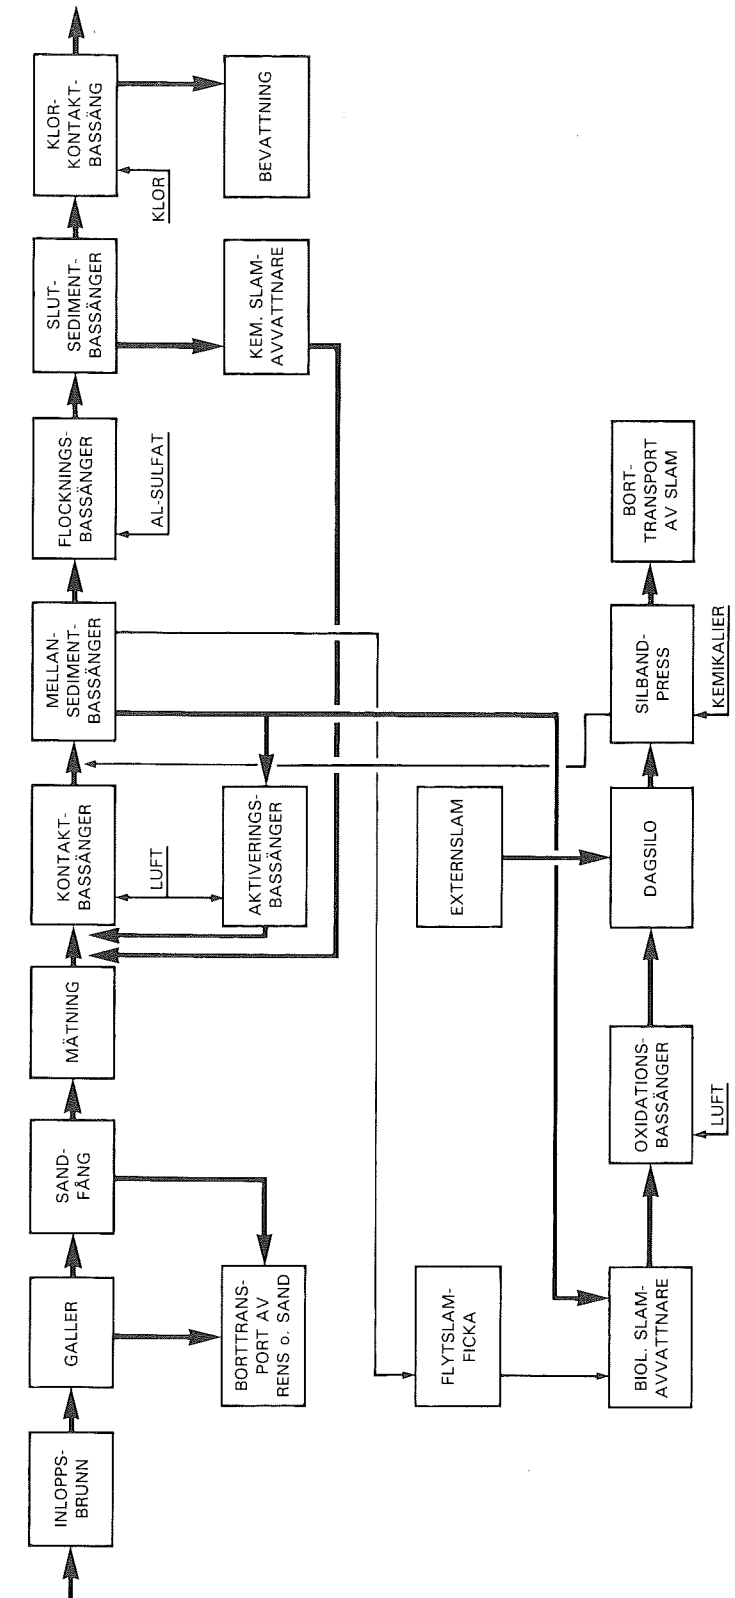 INLOPPS-
BRUNN
GALLER
SAND-
FÅNG
MÄTNING
KONTAKT-
BASSÄNGER
MELLAN-
SEDIMENT-
BASSÄNGER
FLOCKNINGS-
BASSÄNGER
SLUT-
SEDIMENT-
BASSÄNGER
KLOR-
KONTAKT-
BASSÄNG
LUFT
AL-SULFAT
KLOR
BORTTRANS-
PORT AV
RENS o. SAND
AKTIVERINGS-
BASSÄNGER
KEM. SLAM-
AVVATTNARE
BEVATTNING
FLYTSLAM-
FICKA
EXTERNSLAM
BIOL. SLAM-
AVVATTNARE
OXIDATIONS-
BASSÄNGER
DAGSILO
SILBAND-
PRESS
BORT-
TRANSPORT
AV SLAM
LUFT
KEMIKALIER